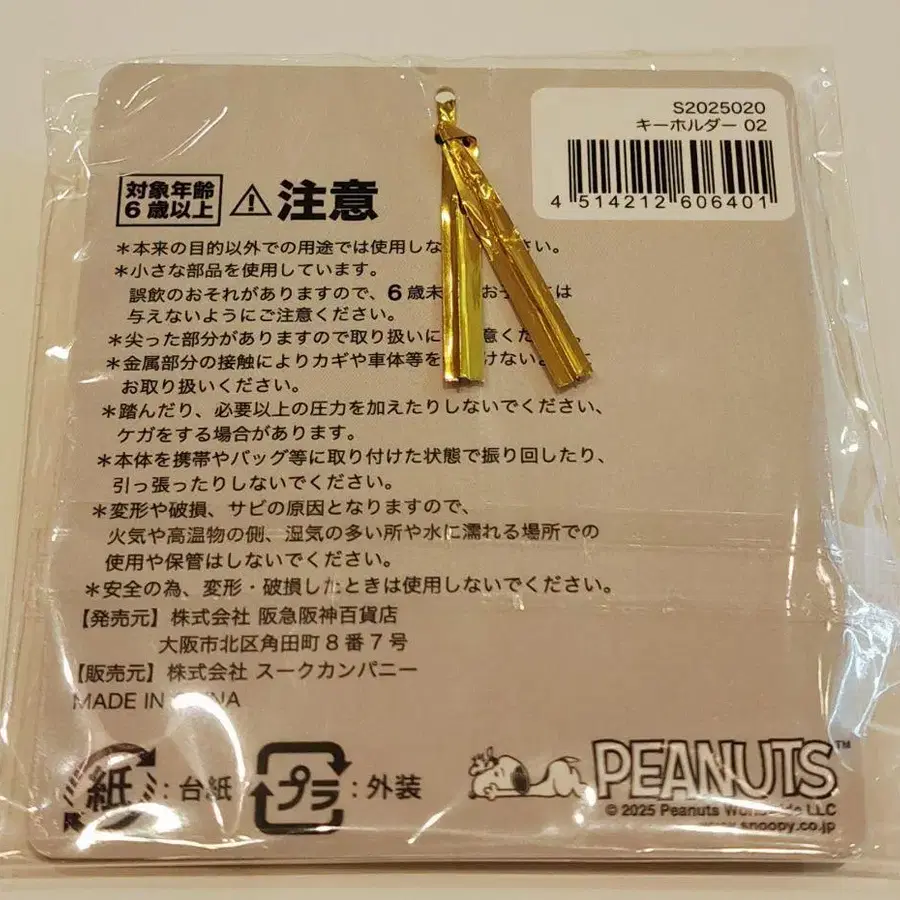 S2025020
キーホルダー 02
4 514212 606401
対象年齢
6歳以上
注意
＊本来の目的以外での用途では使用しな さい。
＊小さな部品を使用しています。
誤飲のおそれがありますので、6歳未 お は
与えないようにご注意ください。
＊尖った部分がありますので取り扱いに 意くだ
＊金属部分の接触によりカギや車体等を けない
お取り扱いください。
＊踏んだり、必要以上の圧力を加えたりしないでください、
ケガをする場合があります。
＊本体を携帯やバッグ等に取り付けた状態で振り回したり、
引っ張ったりしないでください。
＊変形や破損、サビの原因となりますので、
火気や高温物の側、湿気の多い所や水に濡れる場所での
使用や保管はしないでください。
＊安全の為、変形・破損したときは使用しないでください。
【発売元】株式会社 阪急阪神百貨店
大阪市北区角田町８番７号
【販売元】株式会社 スークカンパニー
MADE IN CHINA
紙：台紙
プラ：外装
PEANUTS™
© 2025 Peanuts Worldwide LLC
www.snoopy.co.jp